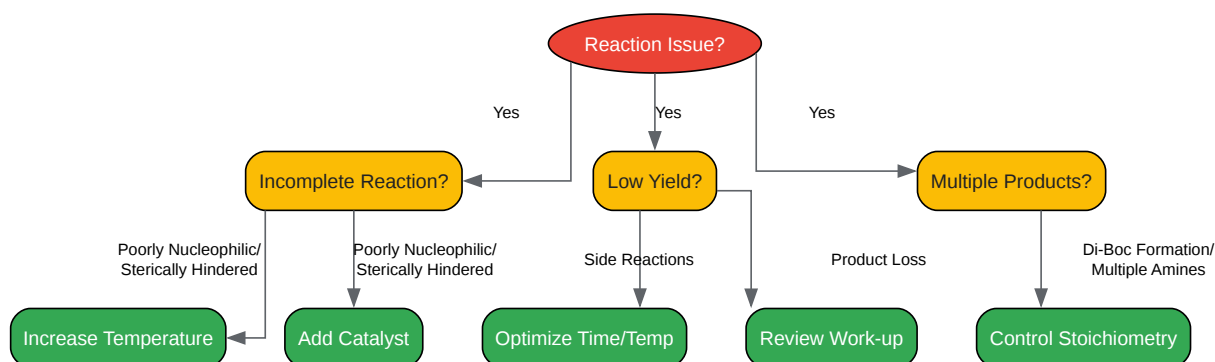 Reaction Issue?
Yes
Yes
Yes
Incomplete Reaction?
Low Yield?
Multiple Products?
Poorly Nucleophilic/
Sterically Hindered
Poorly Nucleophilic/
Sterically Hindered
Side Reactions
Product Loss
Di-Boc Formation/
Multiple Amines
Increase Temperature
Add Catalyst
Optimize Time/Temp
Review Work-up
Control Stoichiometry